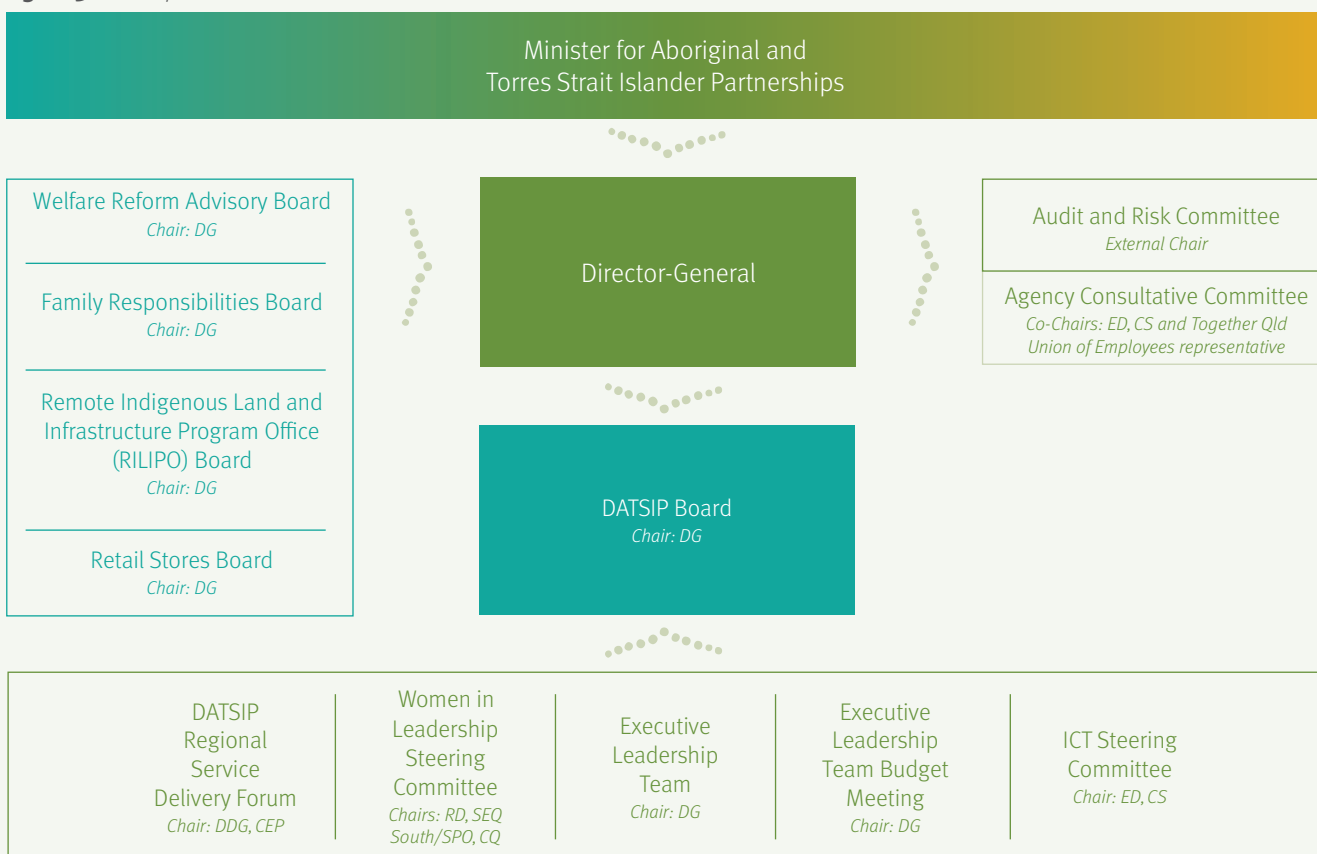 Minister for Aboriginal and
Torres Strait Islander Partnerships
Welfare Reform Advisory Board
Chair: DG
Family Responsibilities Board
Chair: DG
Remote Indigenous Land and
Infrastructure Program Office
(RILIPO) Board
Chair: DG
Retail Stores Board
Chair: DG
Director-General
DATSIP Board
Chair: DG
Audit and Risk Committee
External Chair
Agency Consultative Committee
Co-Chairs: ED, CS and Together Qld
Union of Employees representative
DATSIP
Regional
Service
Delivery Forum
Chair: DDG, CEP
Women in
Leadership
Steering
Committee
Chairs: RD, SEQ
South/SPO, CQ
Executive
Leadership
Team
Chair: DG
Executive
Leadership
Team Budget
Meeting
Chair: DG
ICT Steering
Committee
Chair: ED, CS